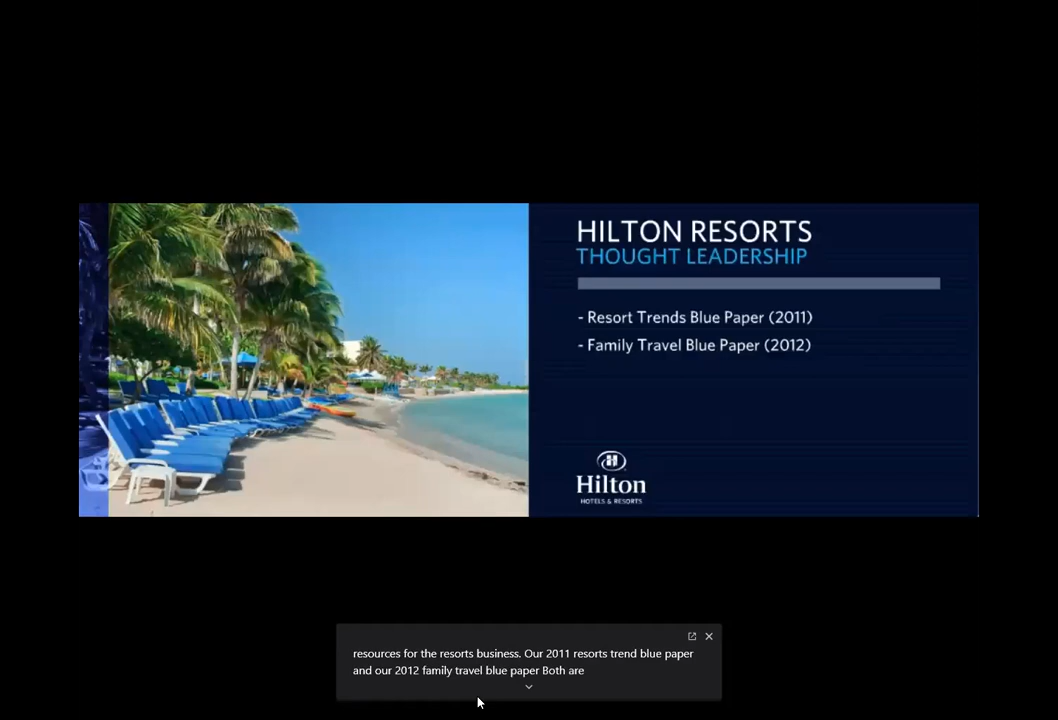 HILTON RESORTS
THOUGHT LEADERSHIP
- Resort Trends Blue Paper (2011)
- Family Travel Blue Paper (2012)
H
Hilton
HOTELS & RESORTS
resources for the resorts business. Our 2011 resorts trend blue paper
and our 2012 family travel blue paper Both are